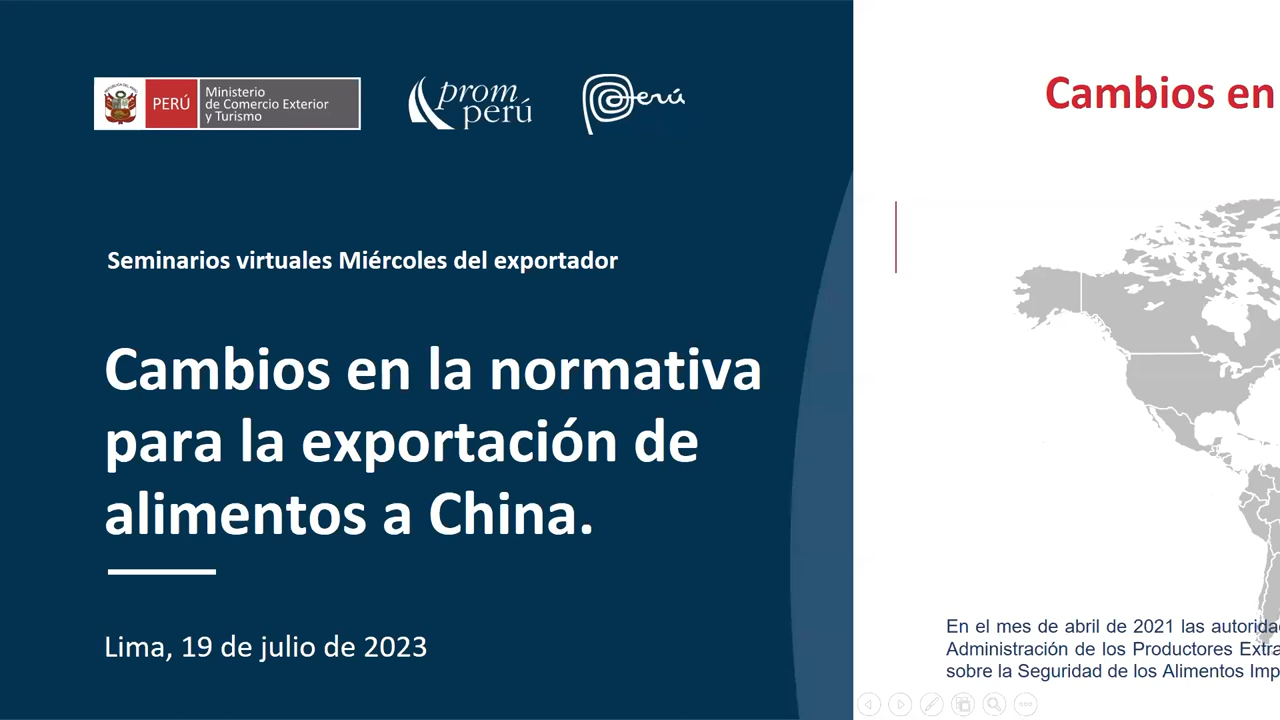 PERÚ
Ministerio
de Comercio Exterior
y Turismo
prom
perú
Perú
Seminarios virtuales Miércoles del exportador
Cambios en la normativa
para la exportación de
alimentos a China.
Lima, 19 de julio de 2023
Cambios en
En el mes de abril de 2021 las
Administración de los Productores
sobre la Seguridad de los Alimentos